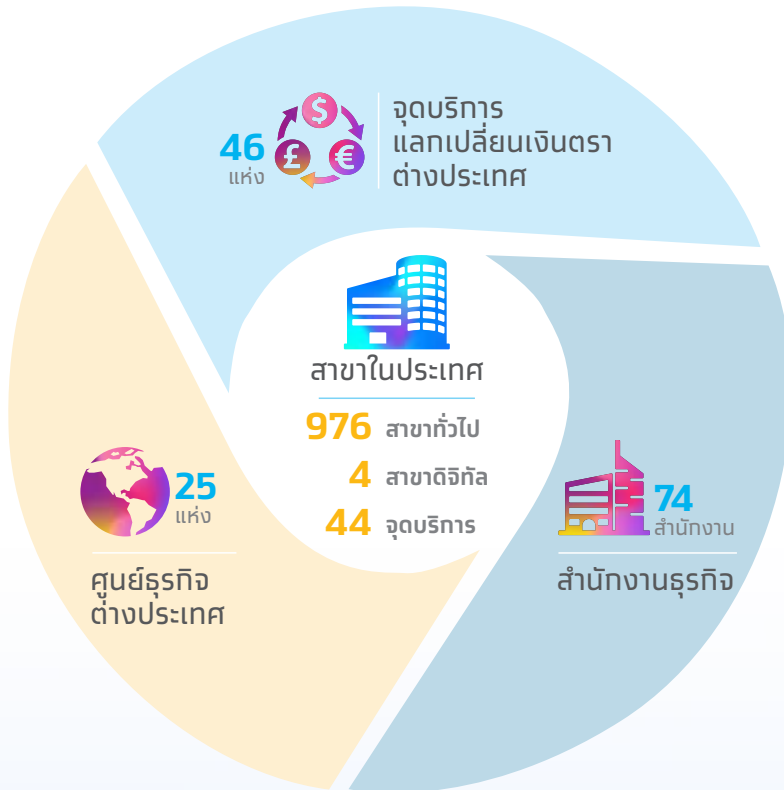 46
แห่ง
$
£
€
จุดบริการ
แลกเปลี่ยนเงินตรา
ต่างประเทศ
สาขาในประเทศ
976 สาขาทั่วไป
4 สาขาดิจิทัล
44 จุดบริการ
25
แห่ง
ศูนย์ธุรกิจ
ต่างประเทศ
74
สำนักงาน
สำนักงานธุรกิจ